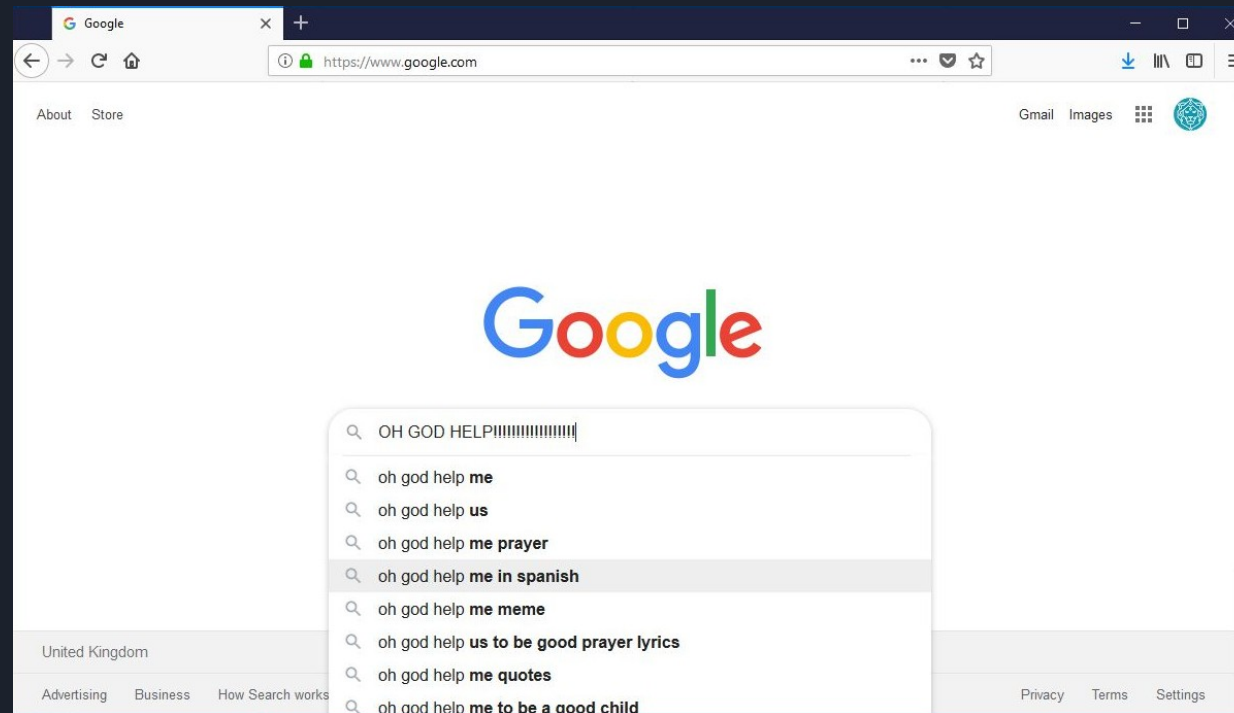 Google
https://www.google.com
About Store
Gmail Images
Google
OH GOD HELP!!!!!!!!!!!!!!!!!!
oh god help me
oh god help us
oh god help me prayer
oh god help me in spanish
oh god help me meme
oh god help us to be good prayer lyrics
oh god help me quotes
oh god help me to be a good child
United Kingdom
Advertising Business How Search works
Privacy Terms Settings